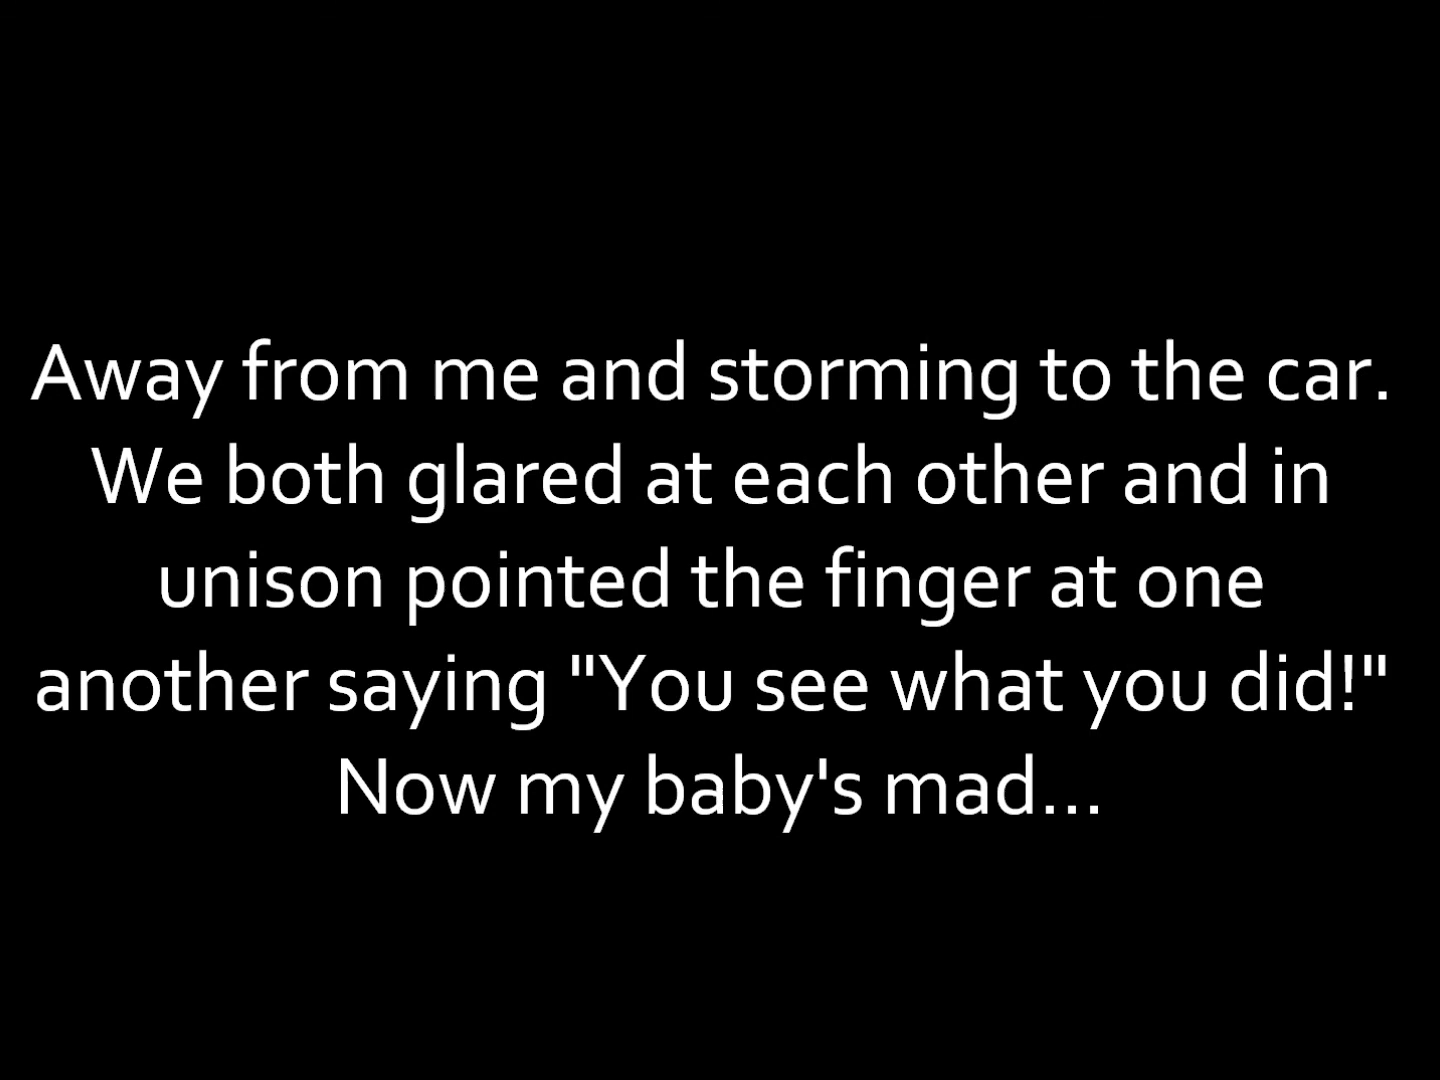 Away from me and storming to the car.
We both glared at each other and in
unison pointed the finger at one
another saying "You see what you did!"
Now my baby's mad...